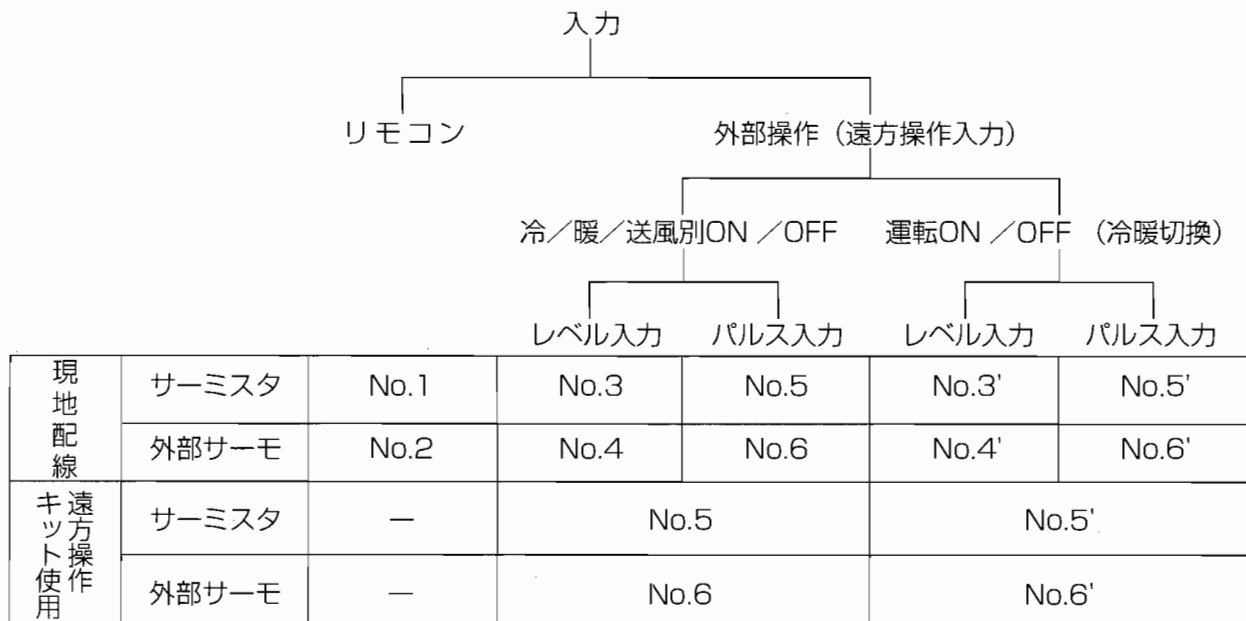 入力
リモコン 外部操作（遠方操作入力）
冷／暖／送風別ON ／OFF 運転ON ／OFF （冷暖切換）
レベル入力 パルス入力 レベル入力 パルス入力
現地配線
サーミスタ No.1 No.3 No.5 No.3' No.5'
外部サーモ No.2 No.4 No.6 No.4' No.6'
遠方操作
キット使用
サーミスタ － No.5 No.5'
外部サーモ － No.6 No.6'